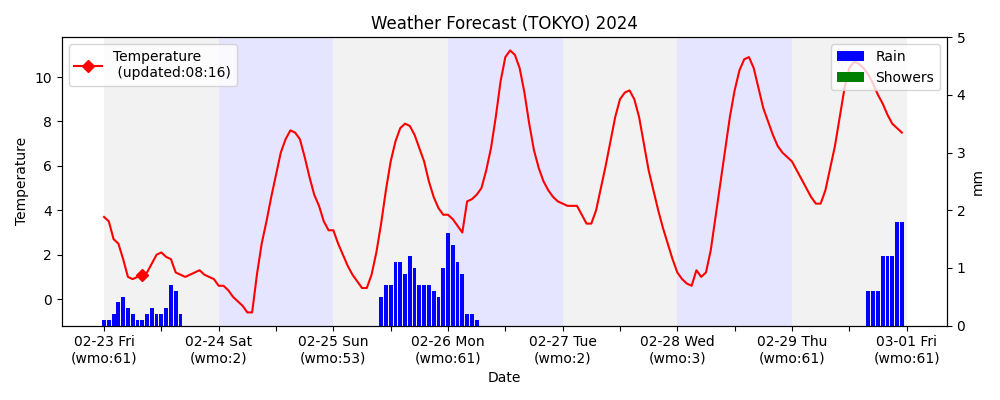 Weather Forecast (TOKYO) 2024
Temperature
(updated:08:16)
Rain
Showers
Temperature
10
8
6
4
2
0
5
4
3
2
1
0
mm
02-23 Fri
(wmo:61)
02-24 Sat
(wmo:2)
02-25 Sun
(wmo:53)
02-26 Mon
(wmo:61)
02-27 Tue
(wmo:2)
02-28 Wed
(wmo:3)
02-29 Thu
(wmo:61)
03-01 Fri
(wmo:61)
Date